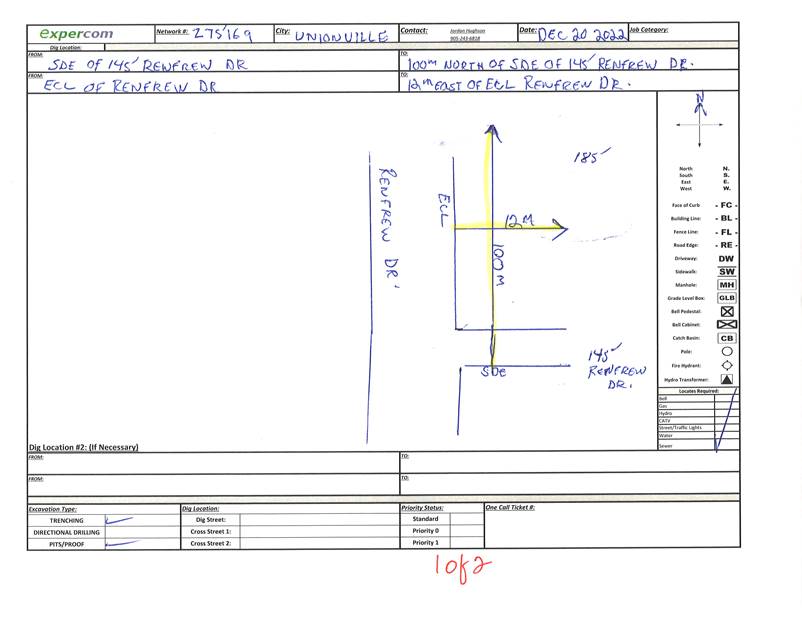 expercom
Network #: 275169
City: UNIONVILLE
Contact: Jordan Hughson
905-243-6818
Date: DEC 20 2022
Job Category:
Dig Location:
FROM: SDE OF 145 RENFREW DR
TO: 100m NORTH OF SDE OF 145 RENFREW DR.
FROM: ECL OF RENFREW DR
TO: 12m EAST OF ECL RENFREW DR.
N
185
RENFREW DR.
ECL
12M
100M
145
RENFREW
DR.
SDE
North N.
South S.
East E.
West W.
Face of Curb - FC -
Building Line: - BL -
Fence Line: - FL -
Road Edge: - RE -
Driveway: DW
Sidewalk: SW
Manhole: MH
Grade Level Box: GLB
Bell Pedestal:
Bell Cabinet:
Catch Basin: CB
Pole:
Fire Hydrant:
Hydro Transformer:
Locates Required:
Bell
Gas
Hydro
CATV
Street/Traffic Lights
Water
Sewer
Dig Location #2: (If Necessary)
FROM:
TO:
FROM:
TO:
Excavation Type:
TRENCHING
DIRECTIONAL DRILLING
PITS/PROOF
Dig Location:
Dig Street:
Cross Street 1:
Cross Street 2:
Priority Status:
Standard
Priority 0
Priority 1
One Call Ticket #:
1 of 2